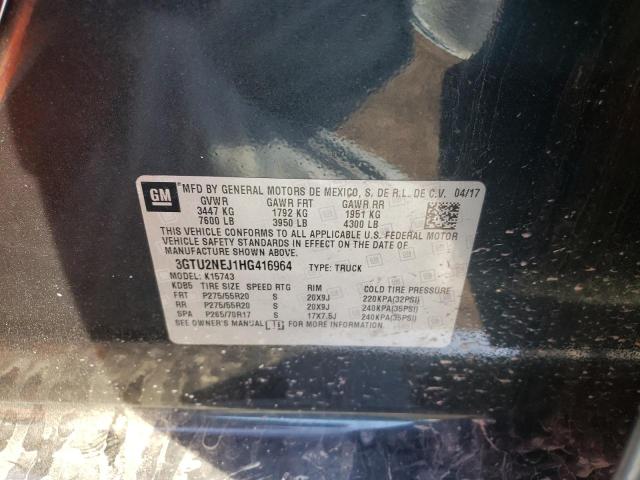 GM
MFD BY GENERAL MOTORS DE MEXICO, S. DE R.L. DE C.V. 04/17
GVWR GAWR FRT GAWR RR
3447 KG 1792 KG 1951 KG
7600 LB 3950 LB 4300 LB
THIS VEHICLE CONFORMS TO ALL APPLICABLE U.S. FEDERAL MOTOR
VEHICLE SAFETY STANDARDS IN EFFECT ON THE DATE OF
MANUFACTURE SHOWN ABOVE.
3GTU2NEJ1HG416964 TYPE: TRUCK
MODEL: K15743
KDB5 TIRE SIZE SPEED RTG RIM COLD TIRE PRESSURE
FRT P275/55R20 S 20X9J 220KPA(32PSI)
RR P275/55R20 S 20X9J 240KPA(35PSI)
SPA P265/70R17 S 17X7.5J 240KPA(35PSI)
SEE OWNER'S MANUAL